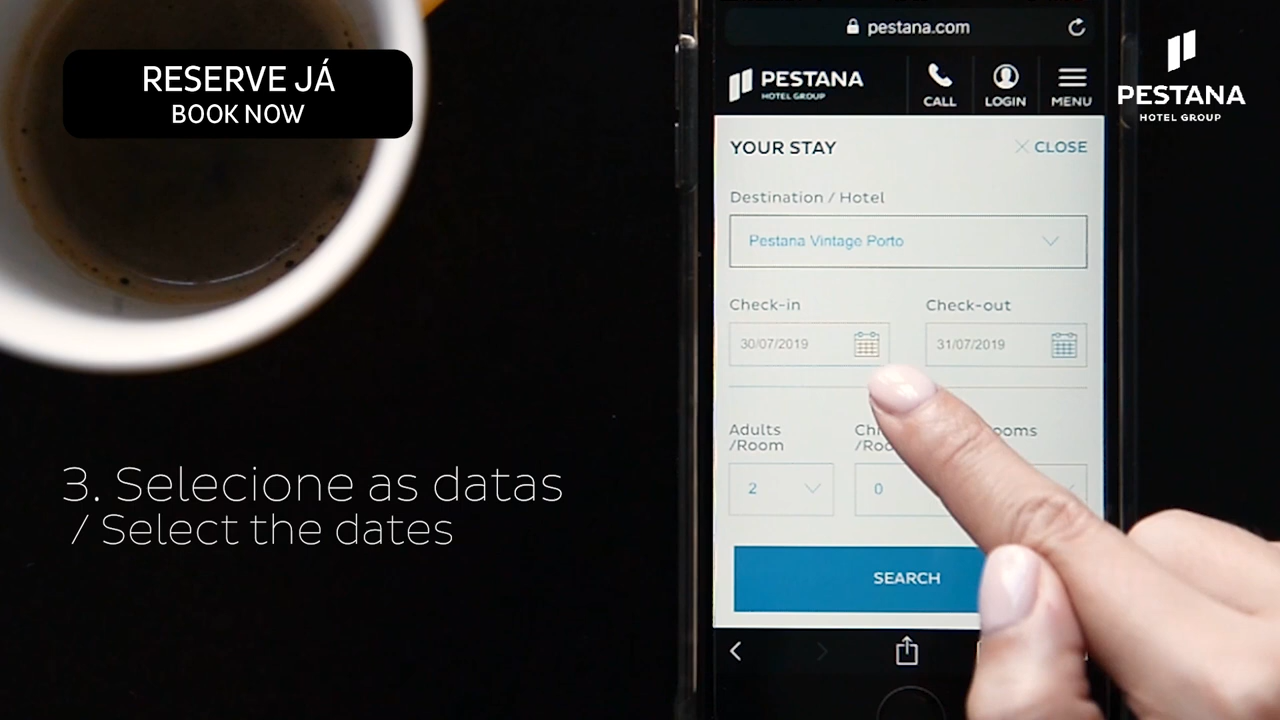 RESERVE JÁ
BOOK NOW
pestana.com
PESTANA
HOTEL GROUP
CALL
LOGIN
MENU
PESTANA
HOTEL GROUP
YOUR STAY
CLOSE
Destination / Hotel
Pestana Vintage Porto
Check-in
Check-out
30/07/2019
31/07/2019
Adults
/Room
2
0
SEARCH
3. Selecione as datas
/ Select the dates